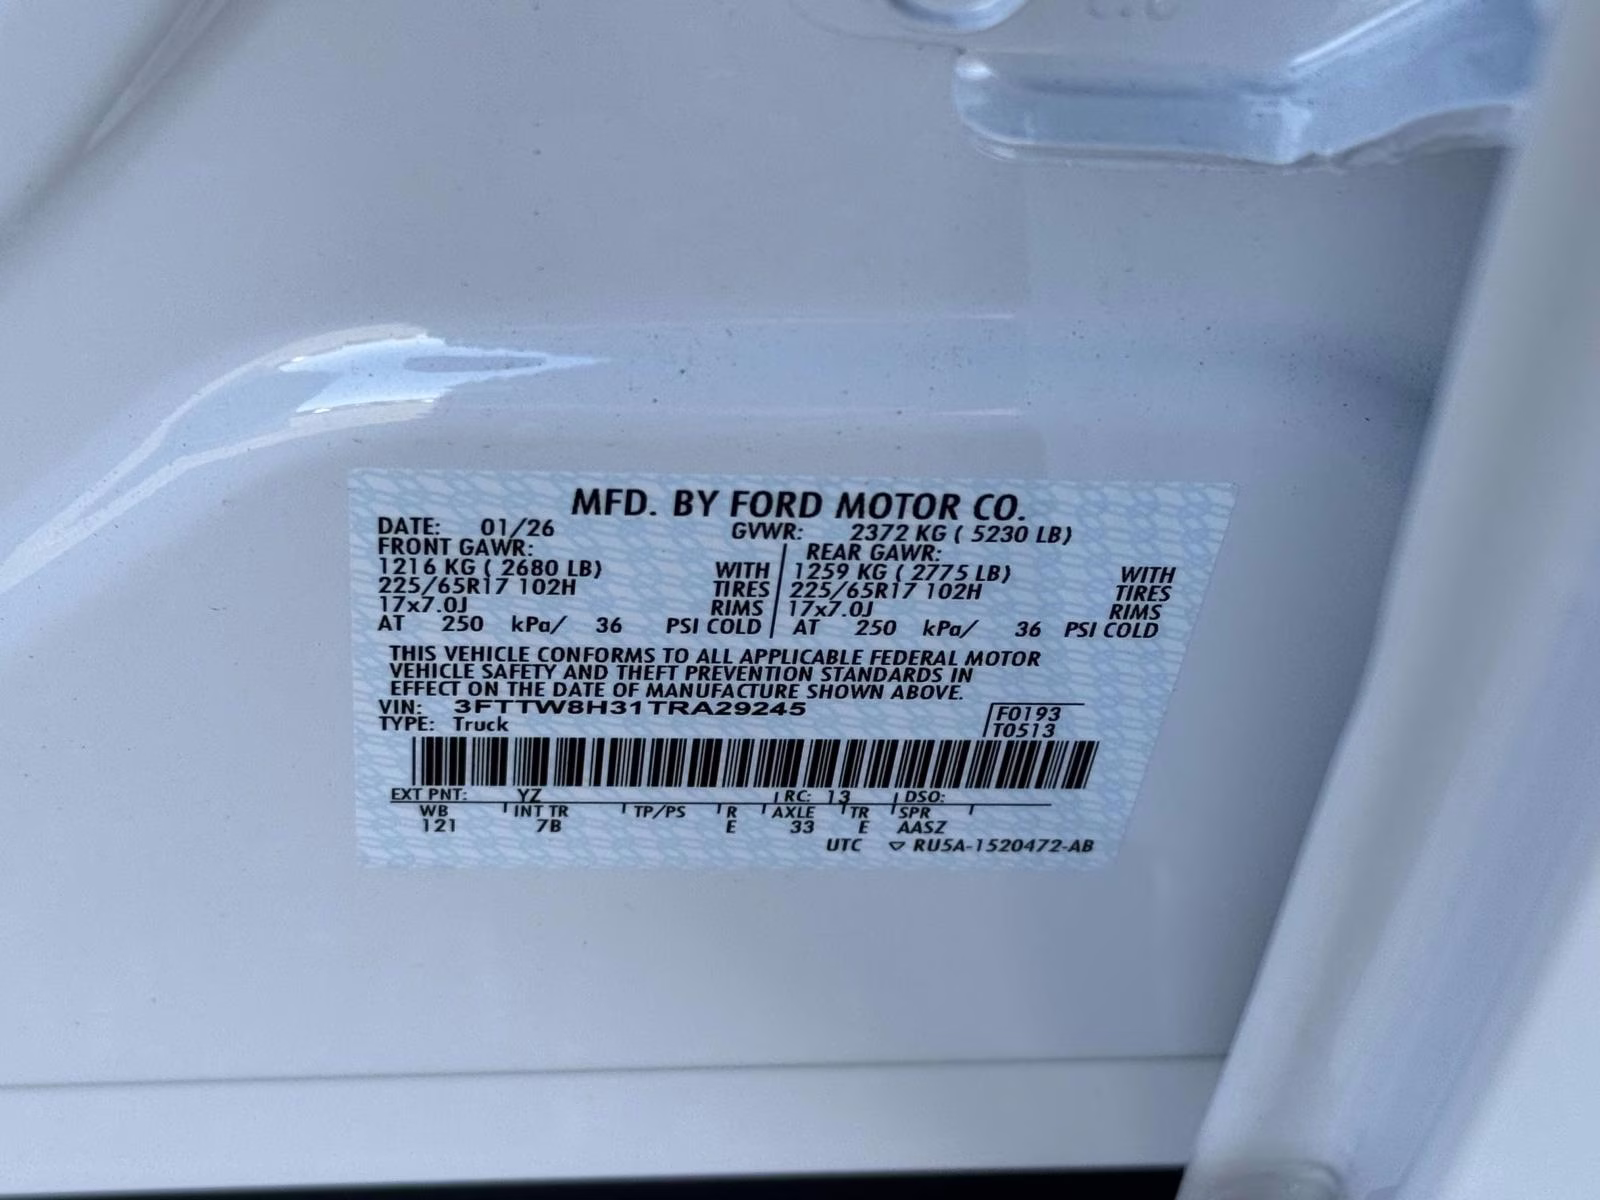 MFD. BY FORD MOTOR CO.
DATE: 01/26 GVWR: 2372 KG ( 5230 LB)
FRONT GAWR: REAR GAWR:
1216 KG ( 2680 LB) WITH 1259 KG ( 2775 LB) WITH
225/65R17 102H TIRES 225/65R17 102H TIRES
17x7.0J RIMS 17x7.0J RIMS
AT 250 kPa/ 36 PSI COLD AT 250 kPa/ 36 PSI COLD
THIS VEHICLE CONFORMS TO ALL APPLICABLE FEDERAL MOTOR
VEHICLE SAFETY AND THEFT PREVENTION STANDARDS IN
EFFECT ON THE DATE OF MANUFACTURE SHOWN ABOVE.
VIN: 3FTTW8H31TRA29245 F0193
TYPE: Truck T0513
EXT PNT: YZ RC: 13 DSO:
WB INT TR TP/PS R AXLE TR SPR
121 7B E 33 E AASZ
UTC RU5A-1520472-AB